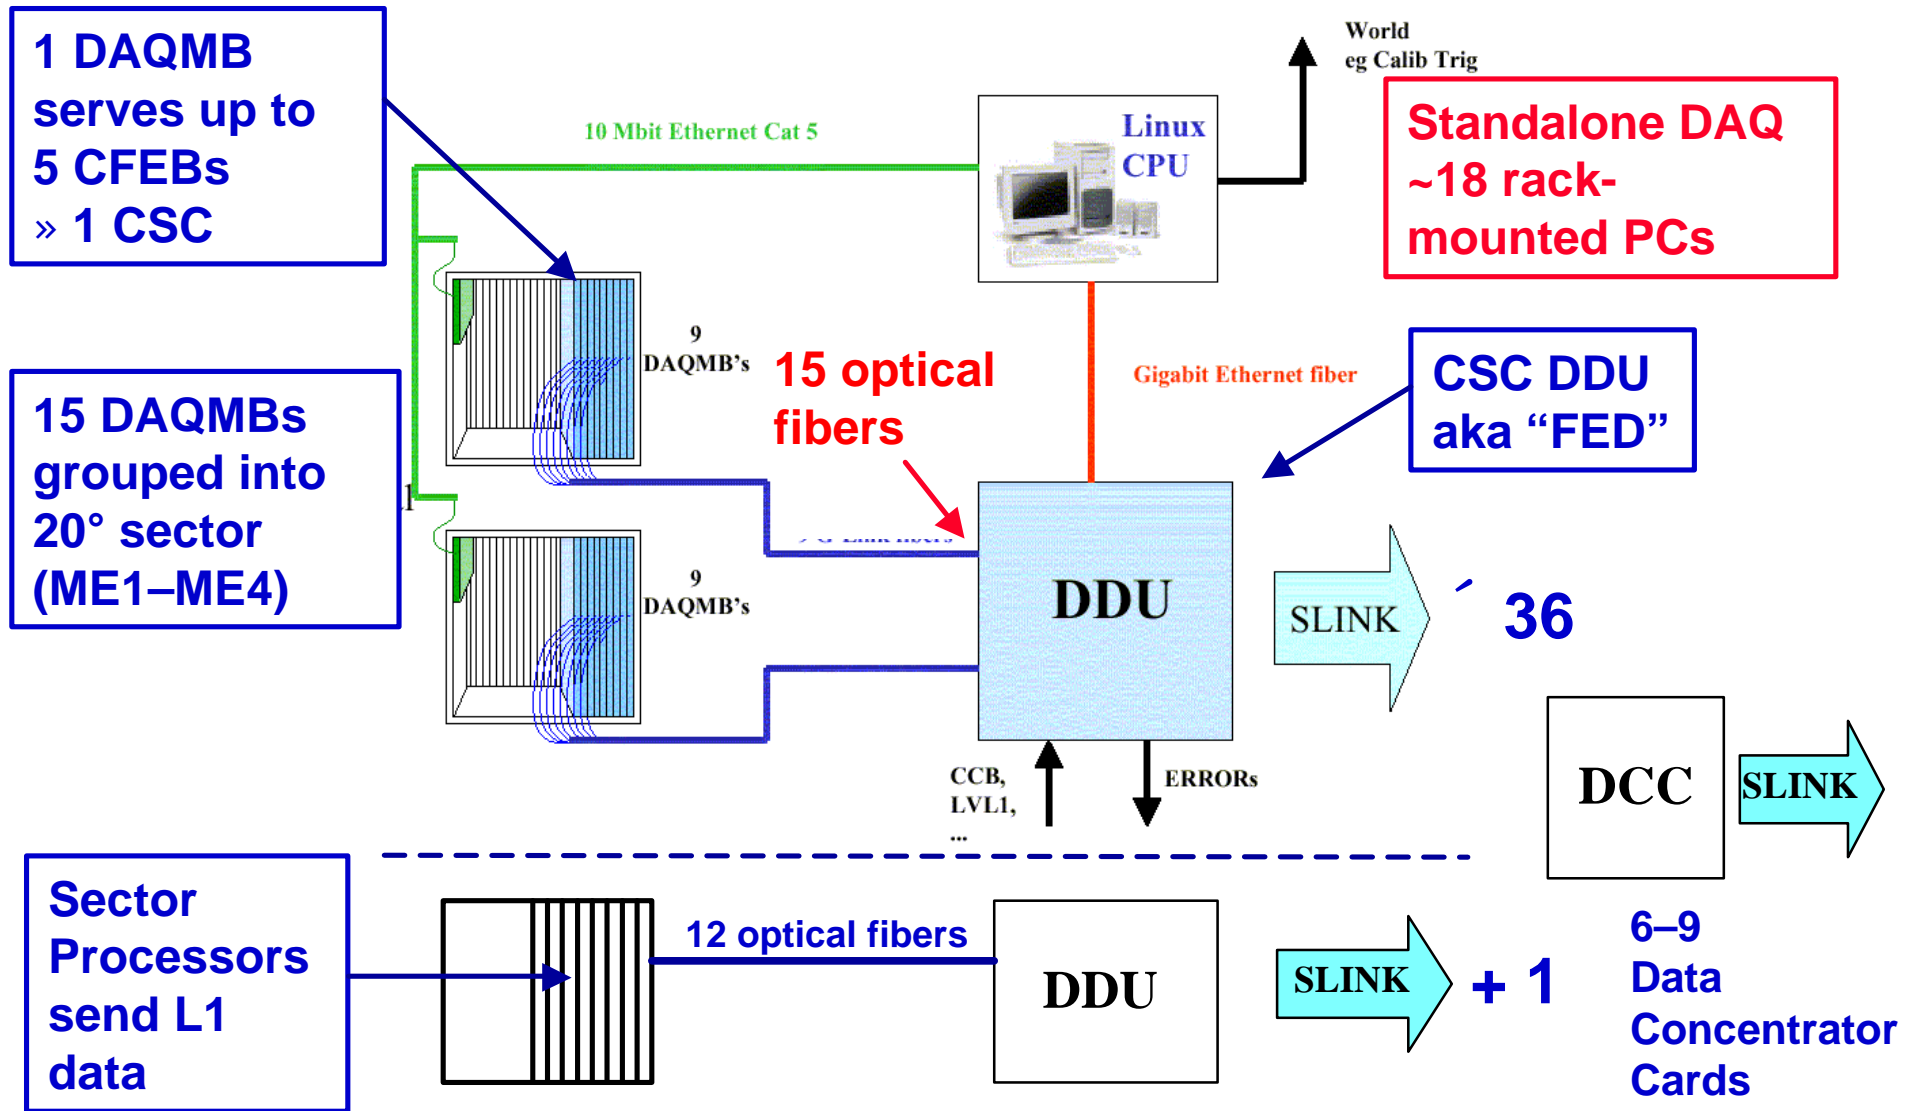 1 DAQMB
serves up to
5 CFEBs
» 1 CSC
10 Mbit Ethernet Cat 5
Linux
CPU
World
eg Calib Trig
Standalone DAQ
~18 rack-
mounted PCs
9
DAQMB's
15 optical
fibers
Gigabit Ethernet fiber
CSC DDU
aka “FED”
15 DAQMBs
grouped into
20° sector
(ME1–ME4)
9
DAQMB's
DDU
SLINK
´ 36
CCB,
LVL1,
...
ERRORs
DCC
SLINK
Sector
Processors
send L1
data
12 optical fibers
DDU
SLINK
+ 1
6–9
Data
Concentrator
Cards